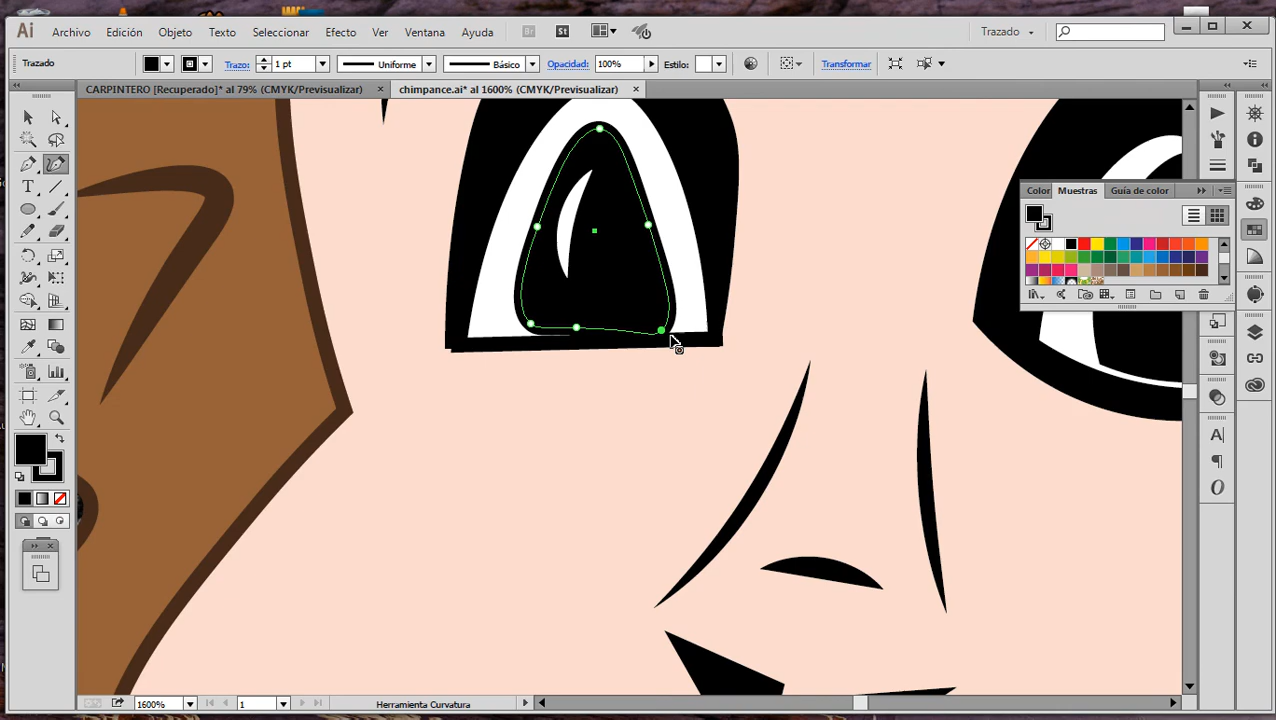 Ai Archivo Edición Objeto Texto Seleccionar Efecto Ver Ventana Ayuda Br St Trazado
Trazado Trazo: 1 pt Uniforme Básico Opacidad: 100% Estilo: Transformar
CARPINTERO [Recuperado]* al 79% (CMYK/Previsualizar) × chimpance.ai* al 1600% (CMYK/Previsualizar) ×
Color Muestras Guía de color
1600% 1 Herramienta Curvatura